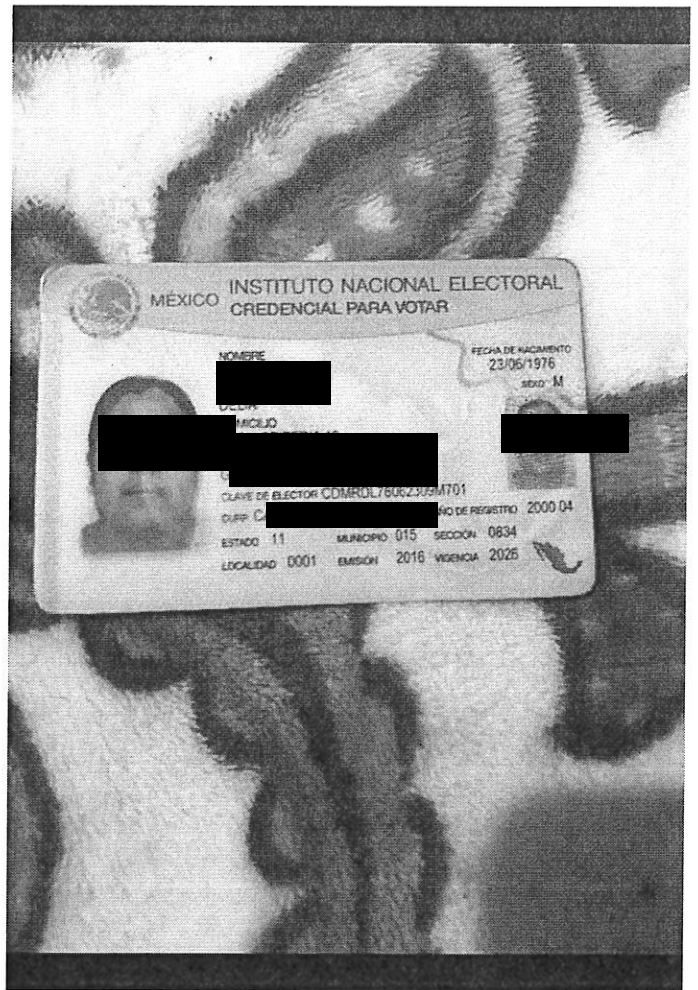 MÉXICO INSTITUTO NACIONAL ELECTORAL
CREDENCIAL PARA VOTAR
NOMBRE
FECHA DE NACIMIENTO
23/06/1976
SEXO M
CLAVE DE ELECTOR CDMRDL76062309M701
CURP
AÑO DE REGISTRO 2000 04
ESTADO 11 MUNICIPIO 015 SECCIÓN 0834
LOCALIDAD 0001 EMISIÓN 2016 VIGENCIA 2026